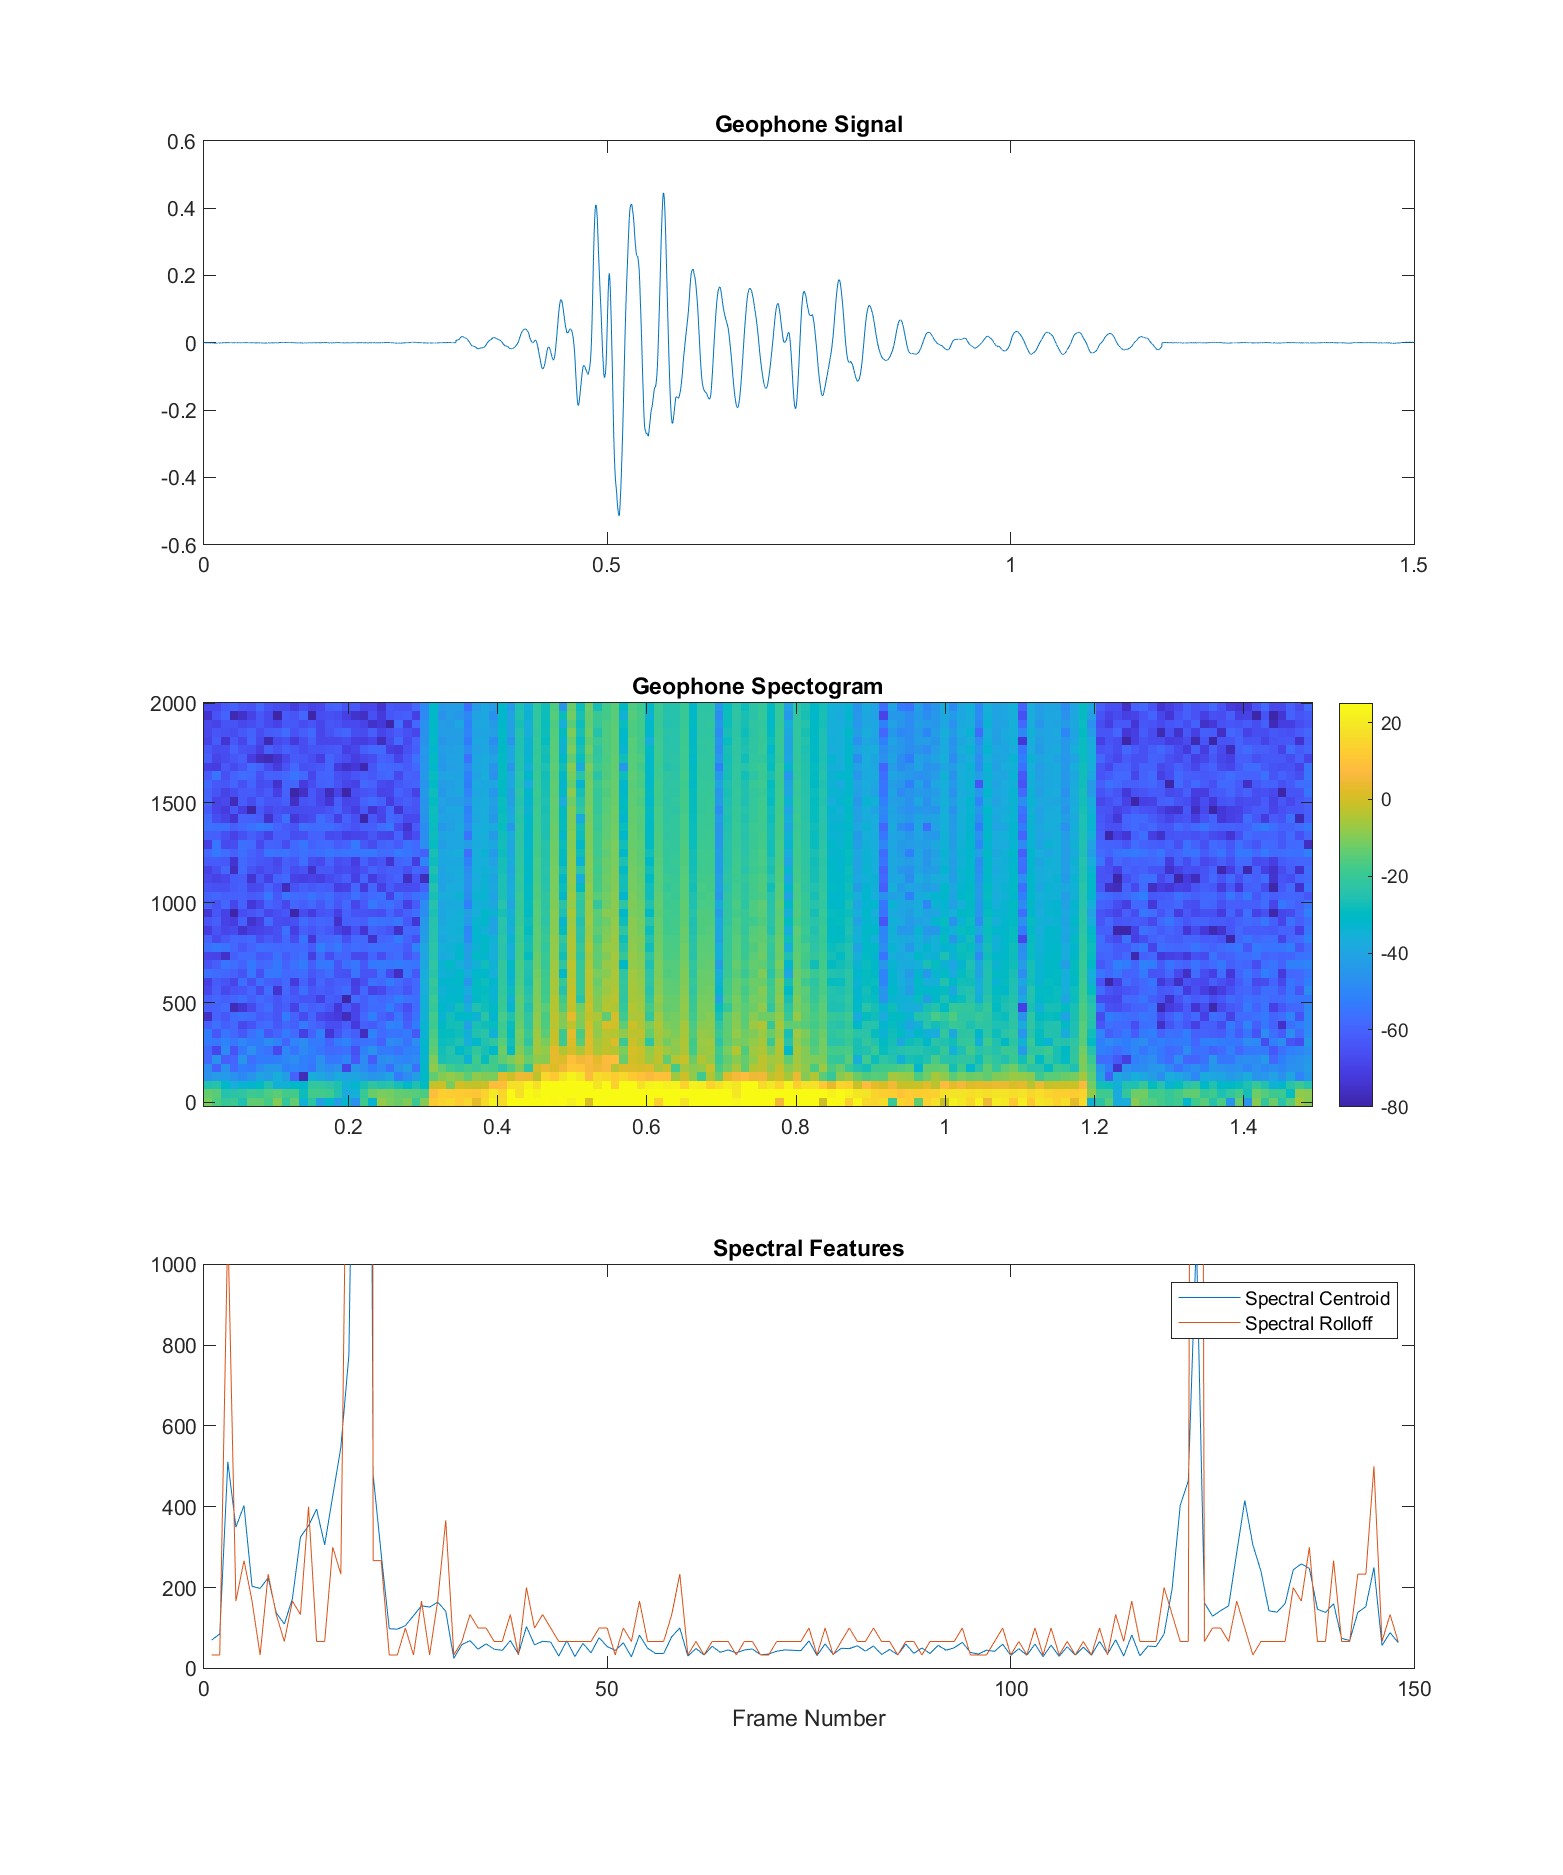 Geophone Signal
0.6
0.4
0.2
0
-0.2
-0.4
-0.6
0 0.5 1 1.5
Geophone Spectogram
2000
1500
1000
500
0
0.2 0.4 0.6 0.8 1 1.2 1.4
20
0
-20
-40
-60
-80
Spectral Features
1000
800
600
400
200
0
Spectral Centroid
Spectral Rolloff
0 50 100 150
Frame Number